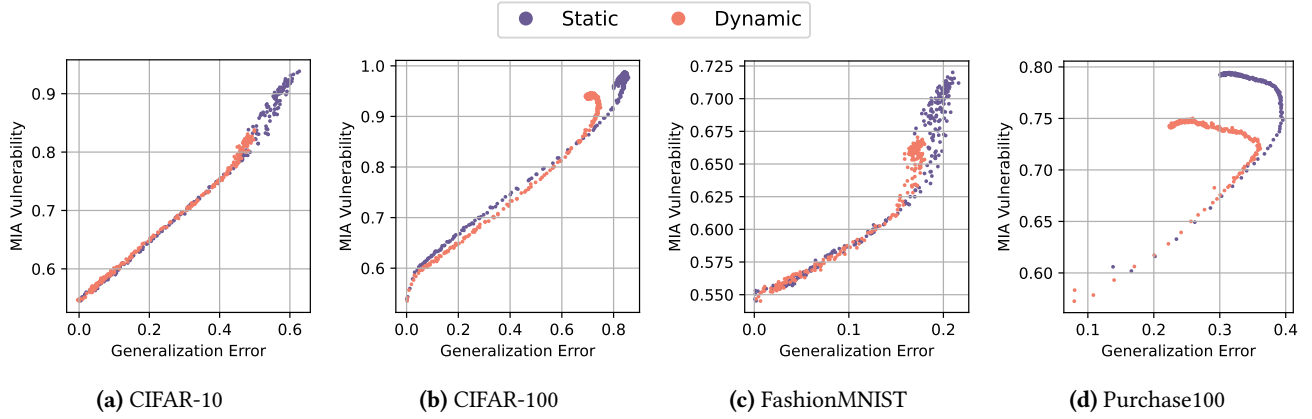 Static Dynamic
0.9
0.8
0.7
0.6
0.0 0.2 0.4 0.6
MIA Vulnerability
Generalization Error
(a) CIFAR-10
1.0
0.9
0.8
0.7
0.6
0.0 0.2 0.4 0.6 0.8
MIA Vulnerability
Generalization Error
(b) CIFAR-100
0.725
0.700
0.675
0.650
0.625
0.600
0.575
0.550
0.0 0.1 0.2
MIA Vulnerability
Generalization Error
(c) FashionMNIST
0.80
0.75
0.70
0.65
0.60
0.1 0.2 0.3 0.4
MIA Vulnerability
Generalization Error
(d) Purchase100